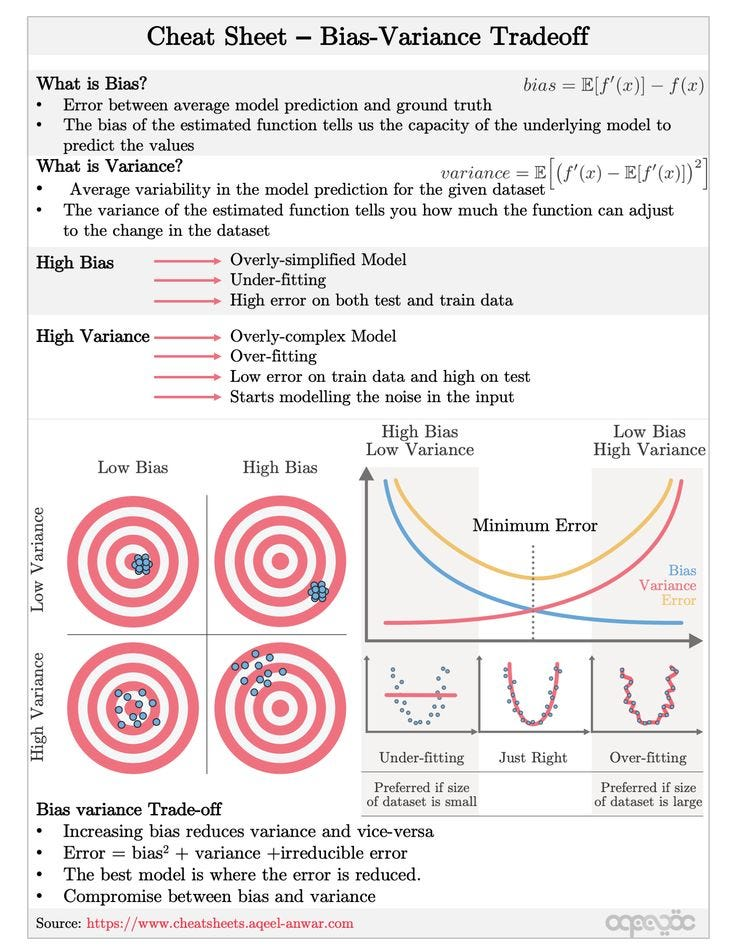 Cheat Sheet – Bias-Variance Tradeoff
What is Bias?
bias = 𝔼[f′(x)] − f(x)
• Error between average model prediction and ground truth
• The bias of the estimated function tells us the capacity of the underlying model to
predict the values
What is Variance?
variance = 𝔼[(f′(x) − 𝔼[f′(x)])²]
• Average variability in the model prediction for the given dataset
• The variance of the estimated function tells you how much the function can adjust
to the change in the dataset
High Bias
Overly-simplified Model
Under-fitting
High error on both test and train data
High Variance
Overly-complex Model
Over-fitting
Low error on train data and high on test
Starts modelling the noise in the input
Low Bias
High Bias
Low Variance
High Variance
High Bias
Low Variance
Low Bias
High Variance
Minimum Error
Bias
Variance
Error
Under-fitting
Just Right
Over-fitting
Preferred if size
of dataset is small
Preferred if size
of dataset is large
Bias variance Trade-off
• Increasing bias reduces variance and vice-versa
• Error = bias² + variance +irreducible error
• The best model is where the error is reduced.
• Compromise between bias and variance
Source: https://www.cheatsheets.aqeel-anwar.com